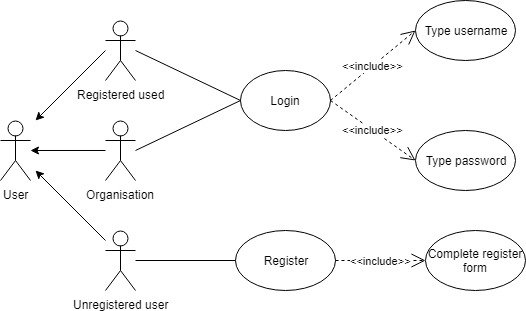 Type username
<<include>>
Registered used
Login
<<include>>
Type password
User
Organisation
Register
<<include>>
Complete register
form
Unregistered user